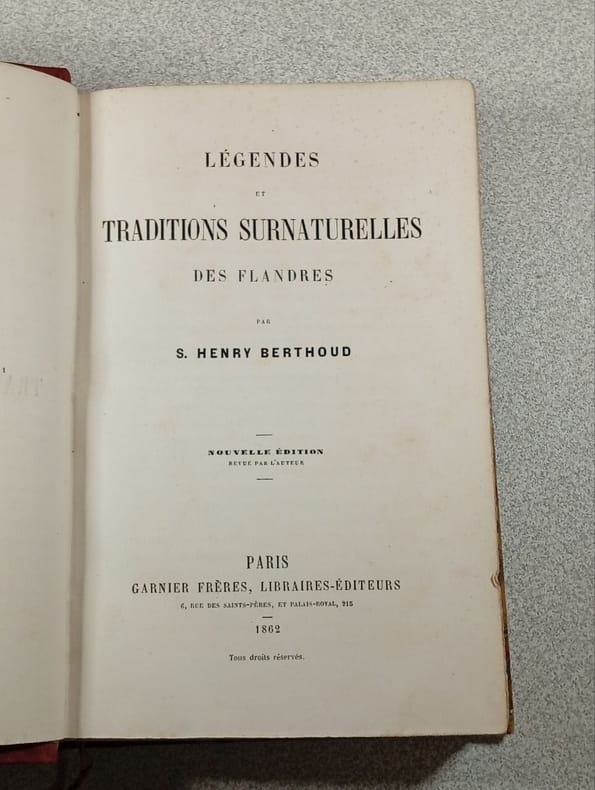 LÉGENDES
ET
TRADITIONS SURNATURELLES
DES FLANDRES
PAR
S. HENRY BERTHOUD
NOUVELLE ÉDITION
REVUE PAR L'AUTEUR
PARIS
GARNIER FRÈRES, LIBRAIRES-ÉDITEURS
6, RUE DES SAINTS-PÈRES, ET PALAIS-ROYAL, 215
1862
Tous droits réservés.